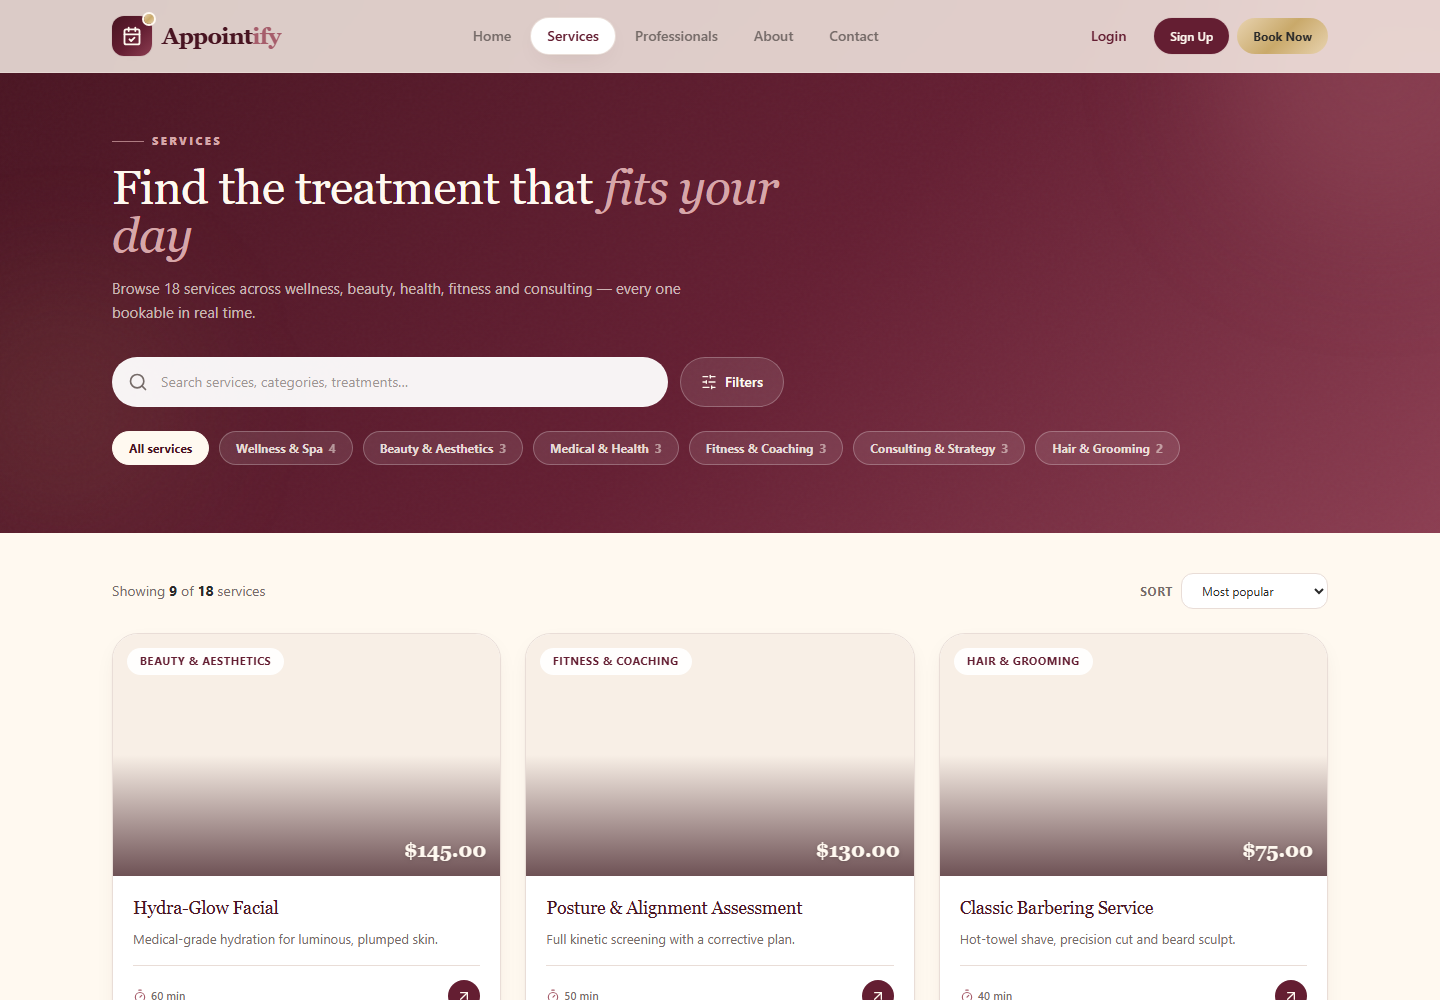 Appointify
Home
Services
Professionals
About
Contact
Login
Sign Up
Book Now
SERVICES
Find the treatment that fits your
day
Browse 18 services across wellness, beauty, health, fitness and consulting — every one
bookable in real time.
Search services, categories, treatments...
Filters
All services
Wellness & Spa 4
Beauty & Aesthetics 3
Medical & Health 3
Fitness & Coaching 3
Consulting & Strategy 3
Hair & Grooming 2
Showing 9 of 18 services
SORT
Most popular
BEAUTY & AESTHETICS
$145.00
Hydra-Glow Facial
Medical-grade hydration for luminous, plumped skin.
60 min
FITNESS & COACHING
$130.00
Posture & Alignment Assessment
Full kinetic screening with a corrective plan.
50 min
HAIR & GROOMING
$75.00
Classic Barbering Service
Hot-towel shave, precision cut and beard sculpt.
40 min